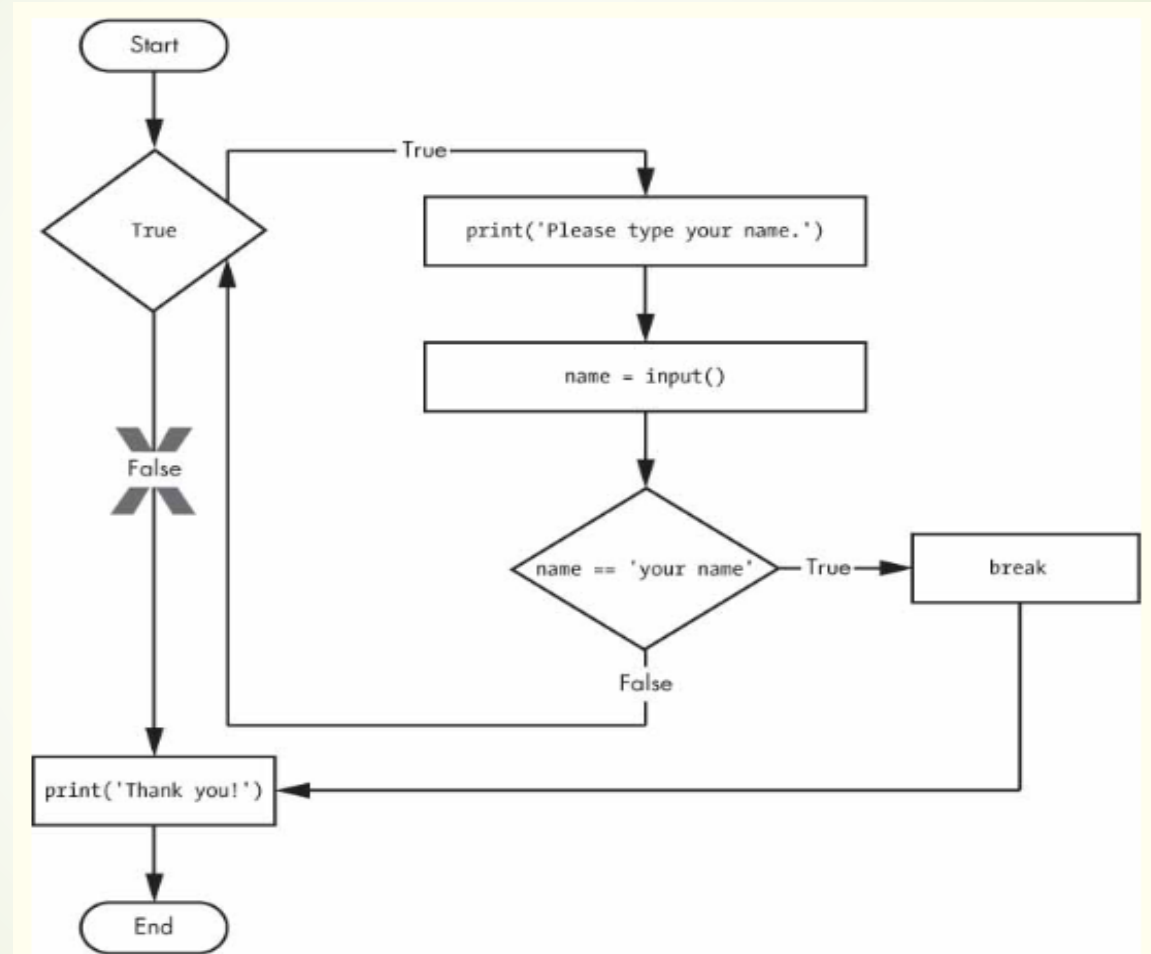 Start
True
True
print('Please type your name.')
name = input()
False
name == 'your name'
True
break
False
print('Thank you!')
End